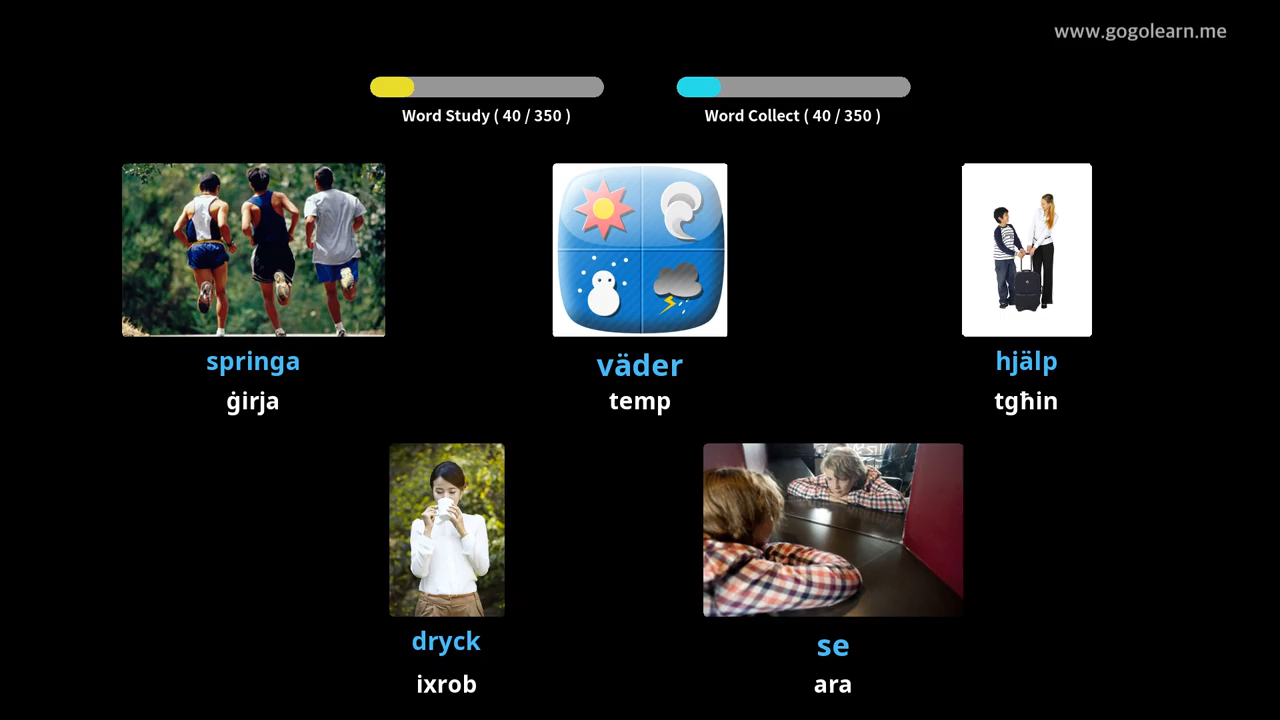 www.gogolearn.me
Word Study ( 40 / 350 )
Word Collect ( 40 / 350 )
springa
ġirja
väder
temp
hjälp
tgħin
dryck
ixrob
se
ara